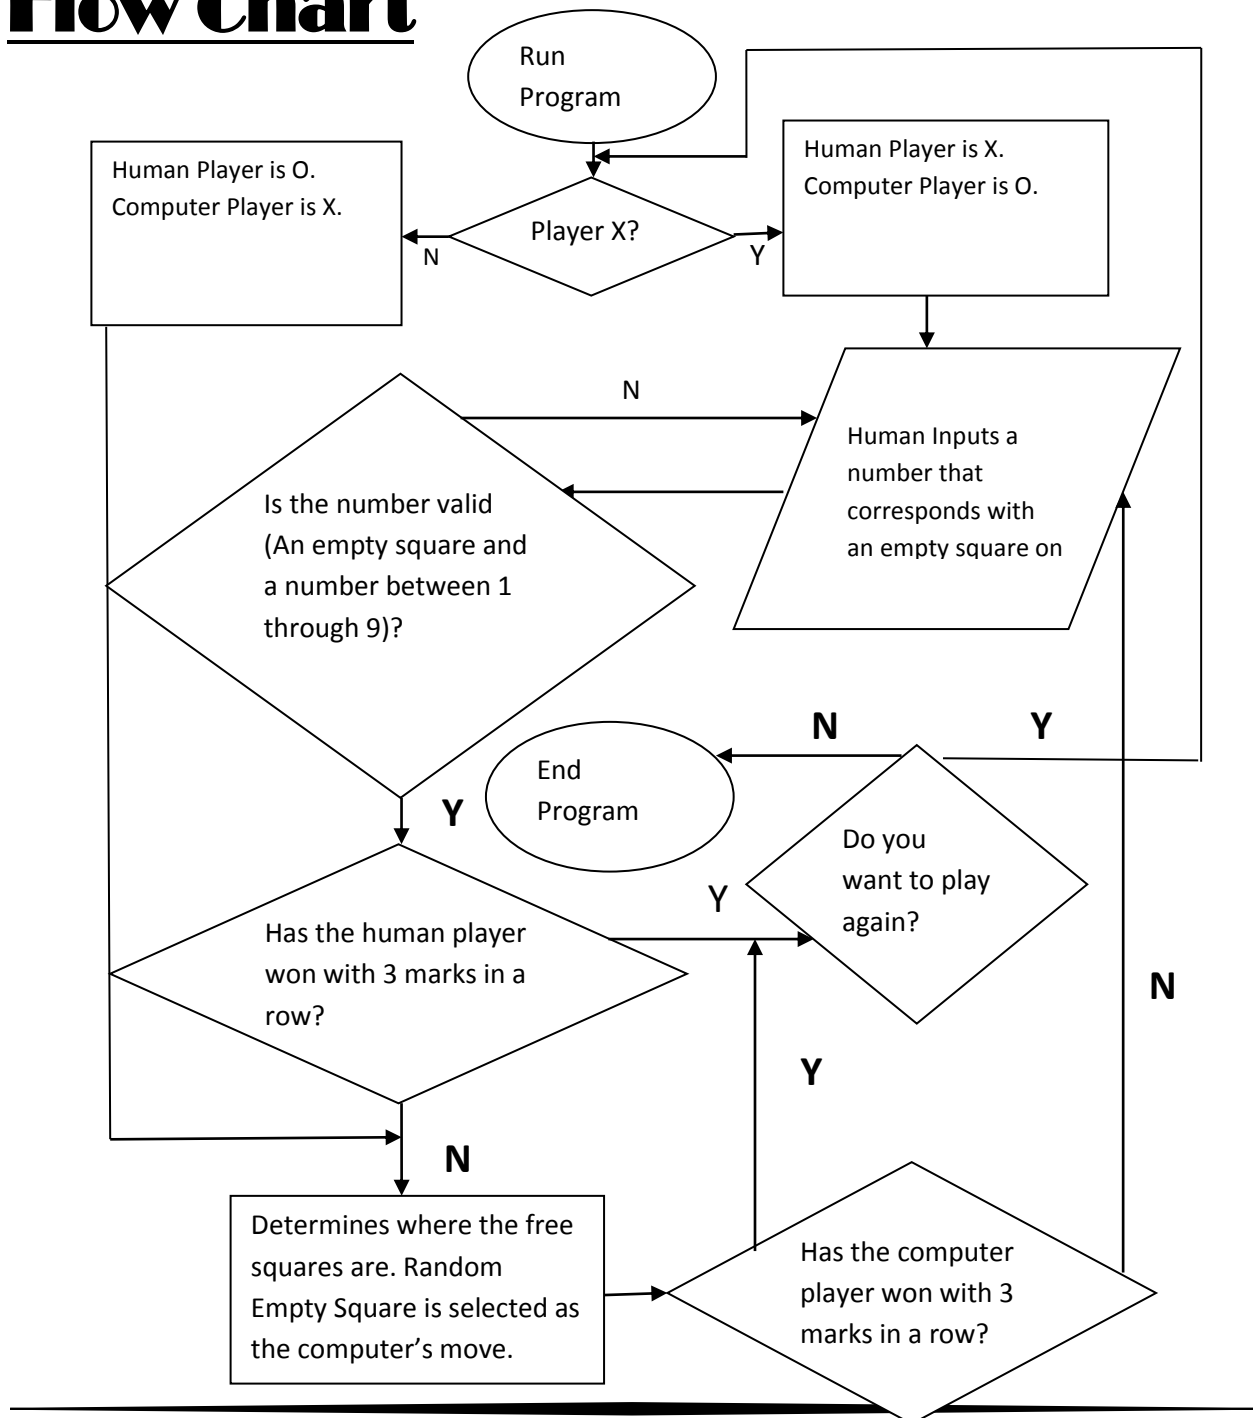 Flow Chart
Run
Program
Human Player is O.
Computer Player is X.
Player X?
Human Player is X.
Computer Player is O.
N
Y
N
Human Inputs a
number that
corresponds with
an empty square on
Is the number valid
(An empty square and
a number between 1
through 9)?
N
Y
End
Program
Y
Do you
want to play
again?
Y
Has the human player
won with 3 marks in a
row?
N
Y
N
Determines where the free
squares are. Random
Empty Square is selected as
the computer’s move.
Has the computer
player won with 3
marks in a row?